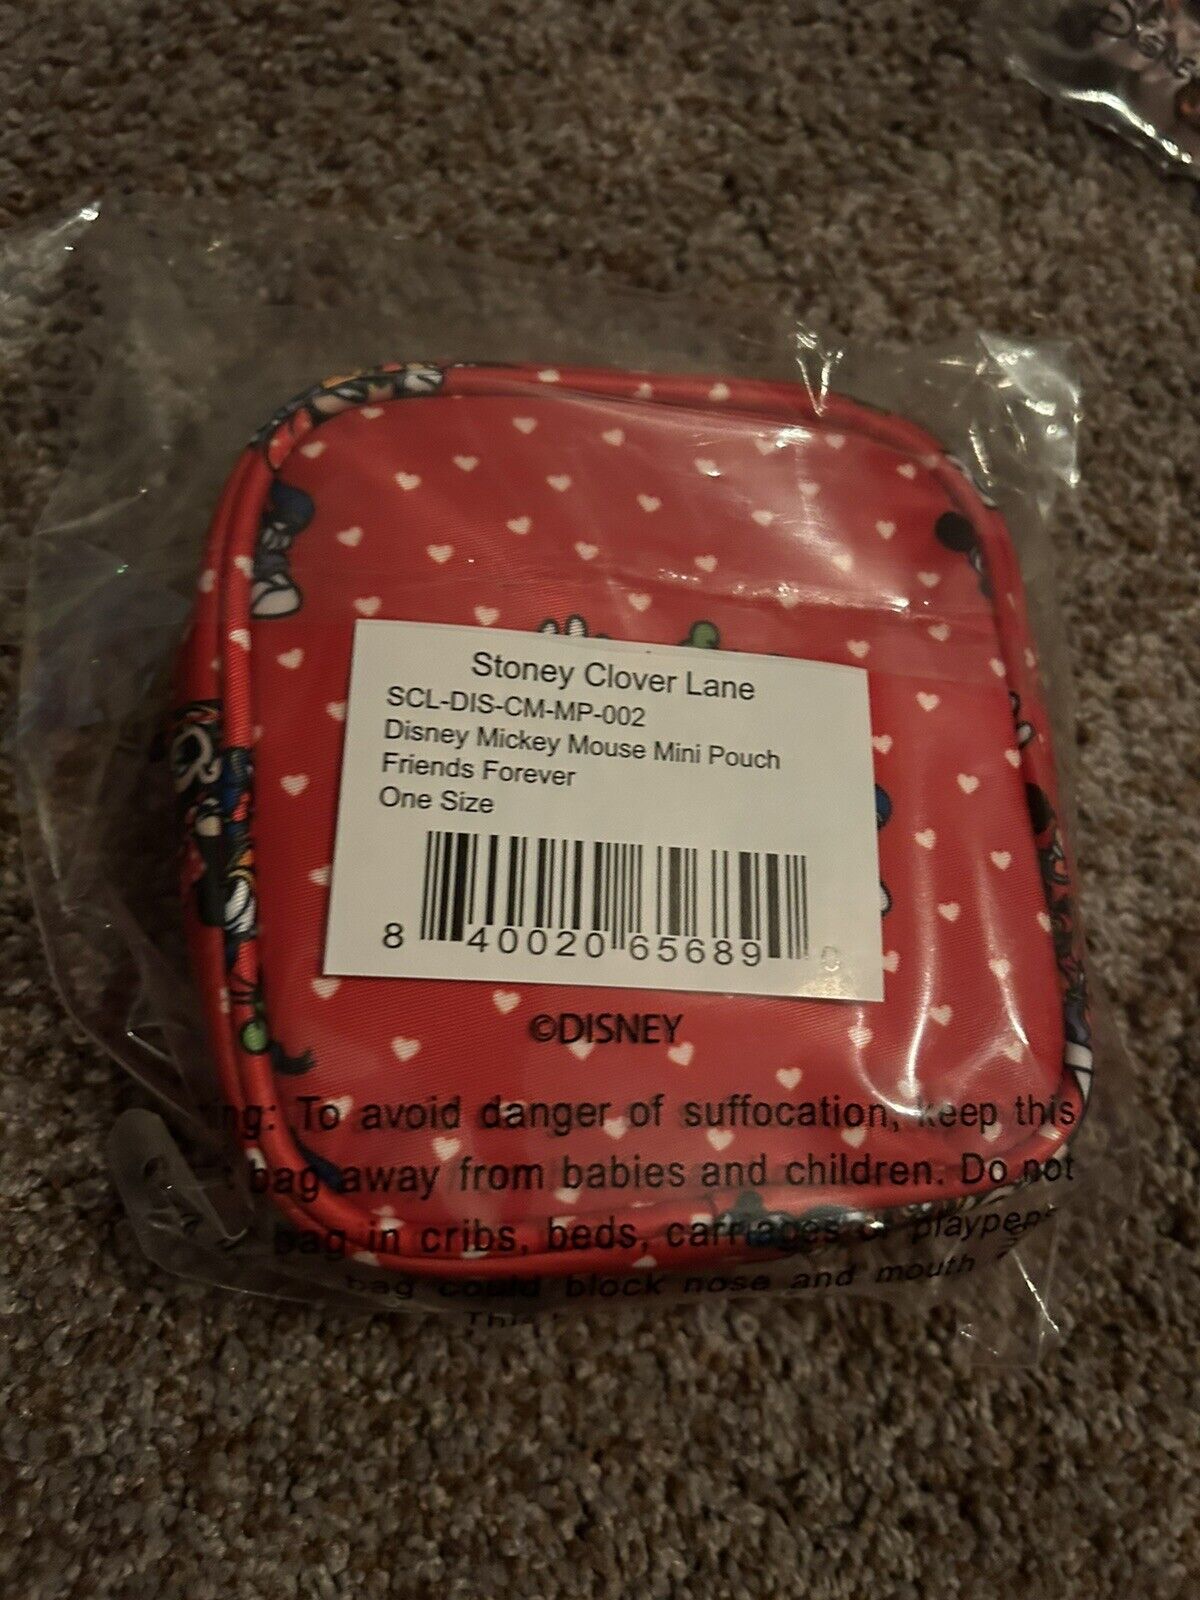 Stoney Clover Lane
SCL-DIS-CM-MP-002
Disney Mickey Mouse Mini Pouch
Friends Forever
One Size
8 40020 65689 0
©DISNEY
To avoid danger of suffocation, keep this
bag away from babies and children. Do not
bag in cribs, beds, carriages or playpens
bag could block nose and mouth
This